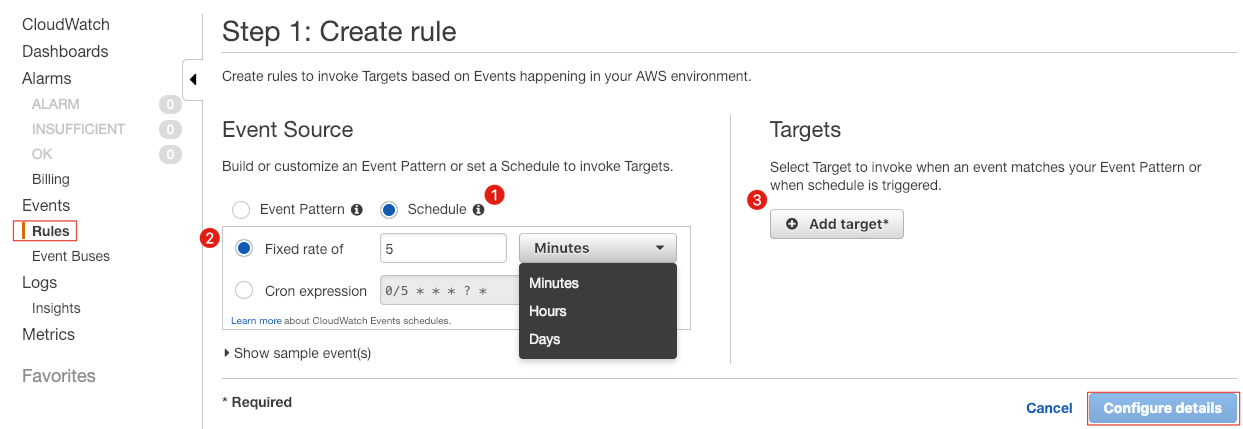 CloudWatch
Dashboards
Alarms
ALARM 0
INSUFFICIENT 0
OK 0
Billing
Events
Rules
Event Buses
Logs
Insights
Metrics
Favorites
Step 1: Create rule
Create rules to invoke Targets based on Events happening in your AWS environment.
Event Source
Build or customize an Event Pattern or set a Schedule to invoke Targets.
Event Pattern Schedule 1
2 Fixed rate of 5 Minutes
Cron expression 0/5 * * * ? *
Minutes
Hours
Days
Learn more about CloudWatch Events schedules.
Show sample event(s)
Targets
Select Target to invoke when an event matches your Event Pattern or
when schedule is triggered.
3
Add target*
* Required
Cancel Configure details